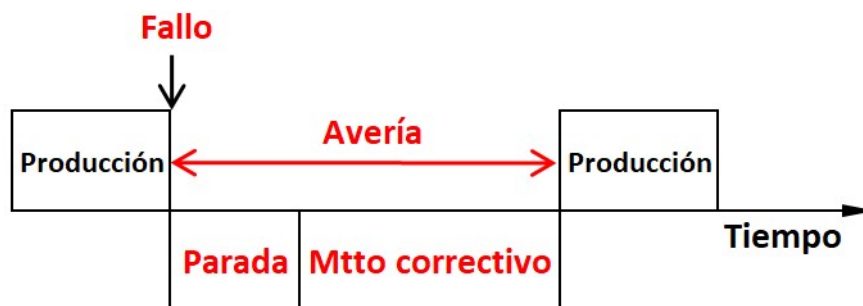 Fallo
Avería
Producción
Producción
Tiempo
Parada
Mtto correctivo